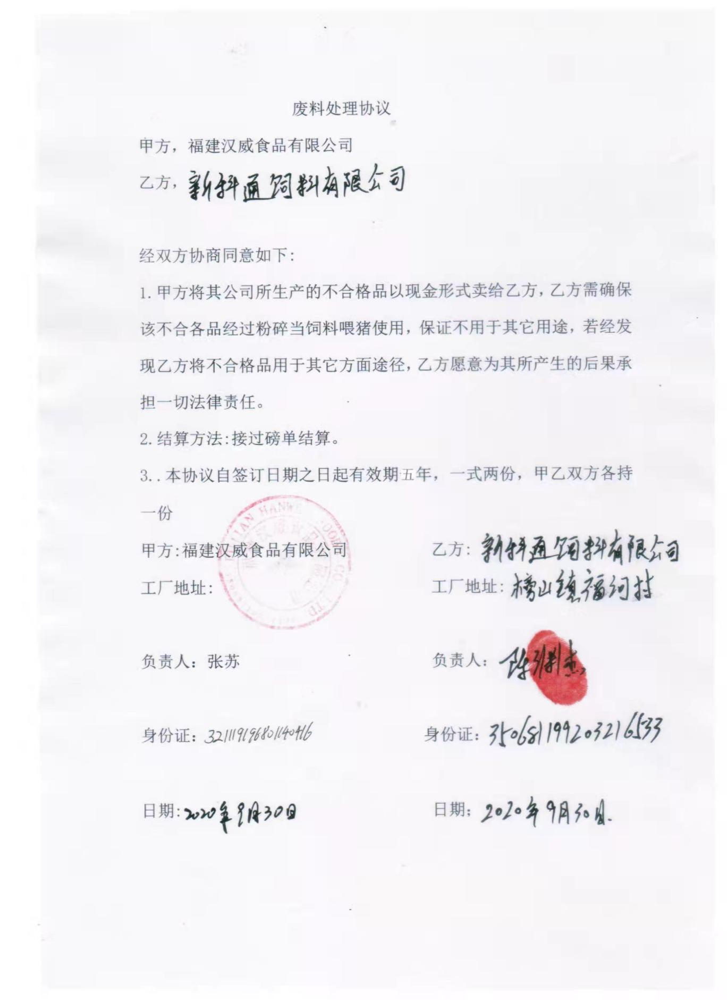 废料处理协议
甲方，福建汉威食品有限公司
乙方，新科通饲料有限公司
经双方协商同意如下：
1.甲方将其公司所生产的不合格品以现金形式卖给乙方，乙方需确保
该不合各品经过粉碎当饲料喂猪使用，保证不用于其它用途，若经发
现乙方将不合格品用于其它方面途径，乙方愿意为其所产生的后果承
担一切法律责任。
2.结算方法:接过磅单结算。
3..本协议自签订日期之日起有效期五年，一式两份，甲乙双方各持
一份
甲方:福建汉威食品有限公司 乙方: 新科通饲料有限公司
FUJIAN HANWEI FOODS CO., LTD.
工厂地址: 工厂地址: 榜山镇福河村
负责人：张苏 负责人：陈渊杰
身份证：321119196801140416 身份证：350681199203216533
日期:2020年9月30日 日期；2020年9月30日.